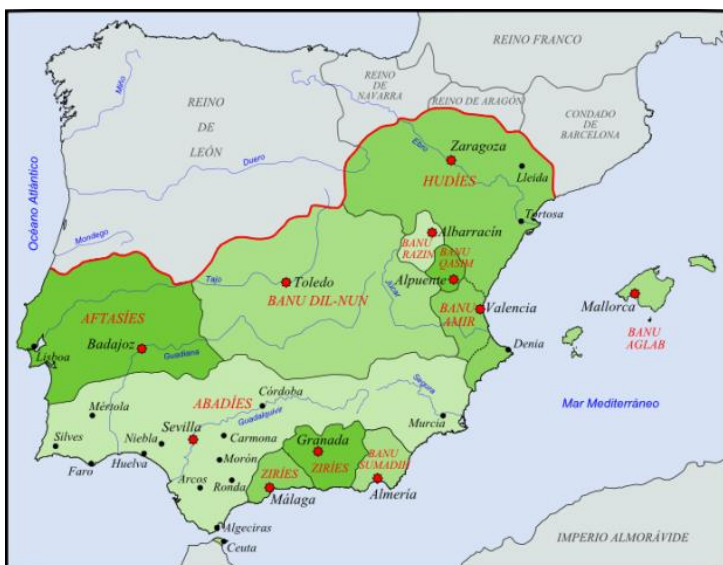 REINO FRANCO
REINO
DE
NAVARRA
REINO DE ARAGÓN
CONDADO
DE
BARCELONA
REINO
DE
LEÓN
Miño
Duero
Ebro
Mondego
Océano Atlántico
Zaragoza
HUDÍES
Lleida
Tortosa
Albarracín
BANU
RAZIN
BANU
QASIM
Alpuente
Tajo
Toledo
BANU DIL-NUN
Júcar
BANU
AMIR
Valencia
Mallorca
BANU
AGLAB
AFTASÍES
Badajoz
Lisboa
Guadiana
Denia
Mar Mediterráneo
ABADÍES
Córdoba
Segura
Guadalquivir
Mértola
Sevilla
Carmona
Murcia
Silves
Niebla
Morón
Granada
ZIRÍES
BANU
SUMADIH
Faro
Huelva
Arcos
Ronda
ZIRÍES
Málaga
Almería
Algeciras
Ceuta
IMPERIO ALMORÁVIDE